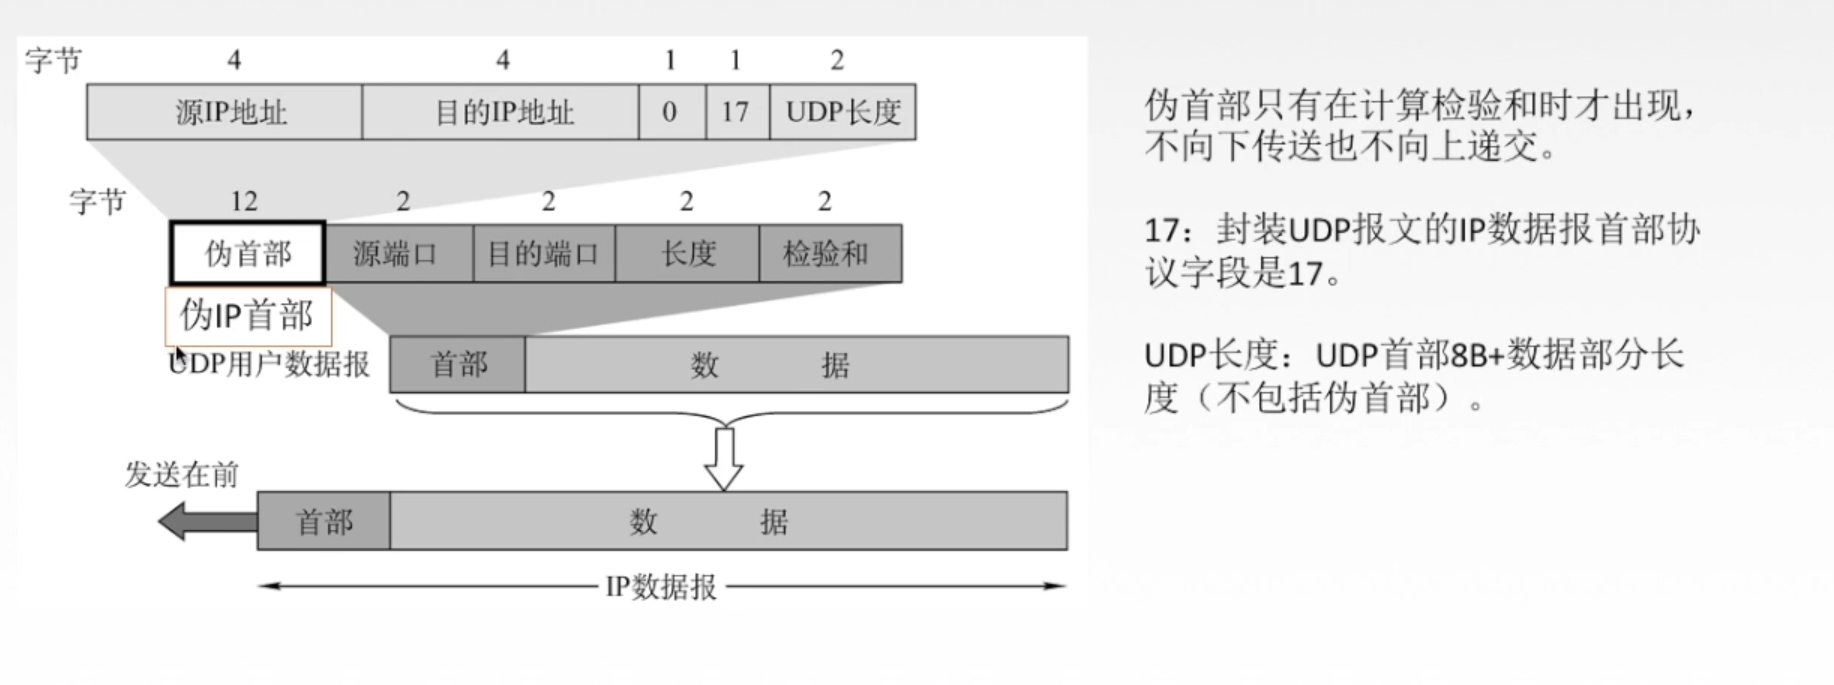 字节 4 4 1 1 2
源IP地址 目的IP地址 0 17 UDP长度
字节 12 2 2 2 2
伪首部 源端口 目的端口 长度 检验和
伪IP首部
UDP用户数据报 首部 数 据
发送在前
首部 数 据
IP数据报
伪首部只有在计算检验和时才出现，
不向下传送也不向上递交。
17：封装UDP报文的IP数据报首部协
议字段是17。
UDP长度：UDP首部8B+数据部分长
度（不包括伪首部）。